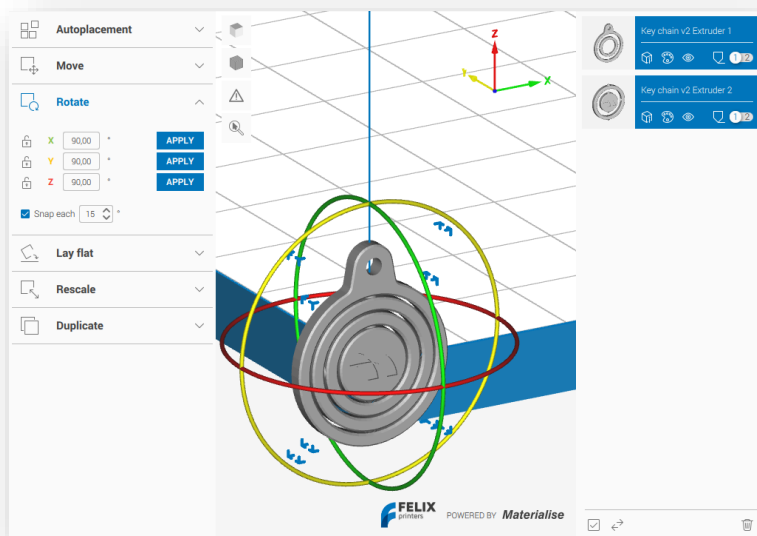 Autoplacement
Move
Rotate
X 90,00 ° APPLY
Y 90,00 ° APPLY
Z 90,00 ° APPLY
Snap each 15 °
Lay flat
Rescale
Duplicate
Z
Y
X
FELIX
printers
POWERED BY Materialise
Key chain v2 Extruder 1
1 2
Key chain v2 Extruder 2
1 2